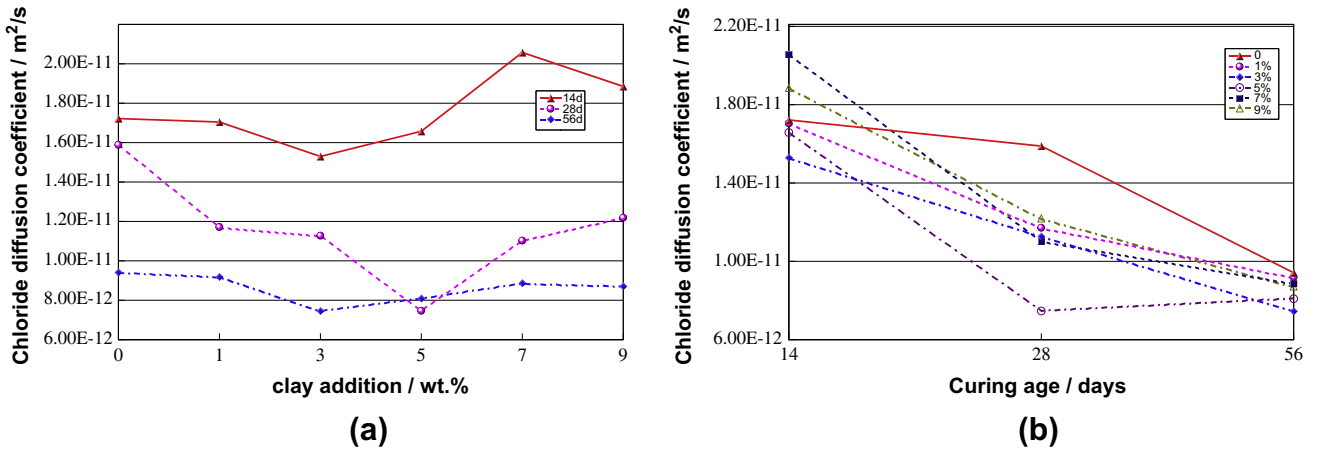 Chloride diffusion coefficient / m²/s
2.00E-11
1.80E-11
1.60E-11
1.40E-11
1.20E-11
1.00E-11
8.00E-12
6.00E-12
14d
28d
56d
0 1 3 5 7 9
clay addition / wt.%
(a)
Chloride diffusion coefficient / m²/s
2.20E-11
1.80E-11
1.40E-11
1.00E-11
6.00E-12
0
1%
3%
5%
7%
9%
14 28 56
Curing age / days
(b)